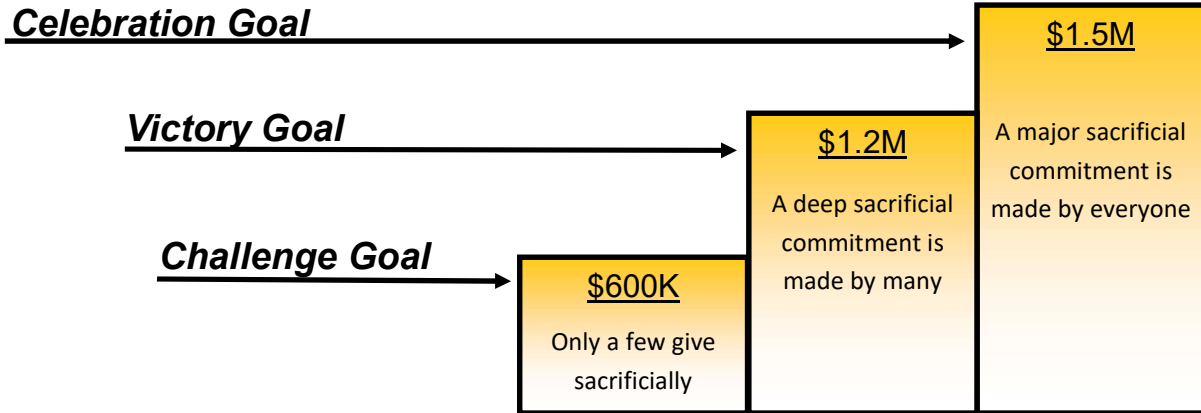 Celebration Goal
$1.5M
A major sacrificial
commitment is
made by everyone
Victory Goal
$1.2M
A deep sacrificial
commitment is
made by many
Challenge Goal
$600K
Only a few give
sacrificially